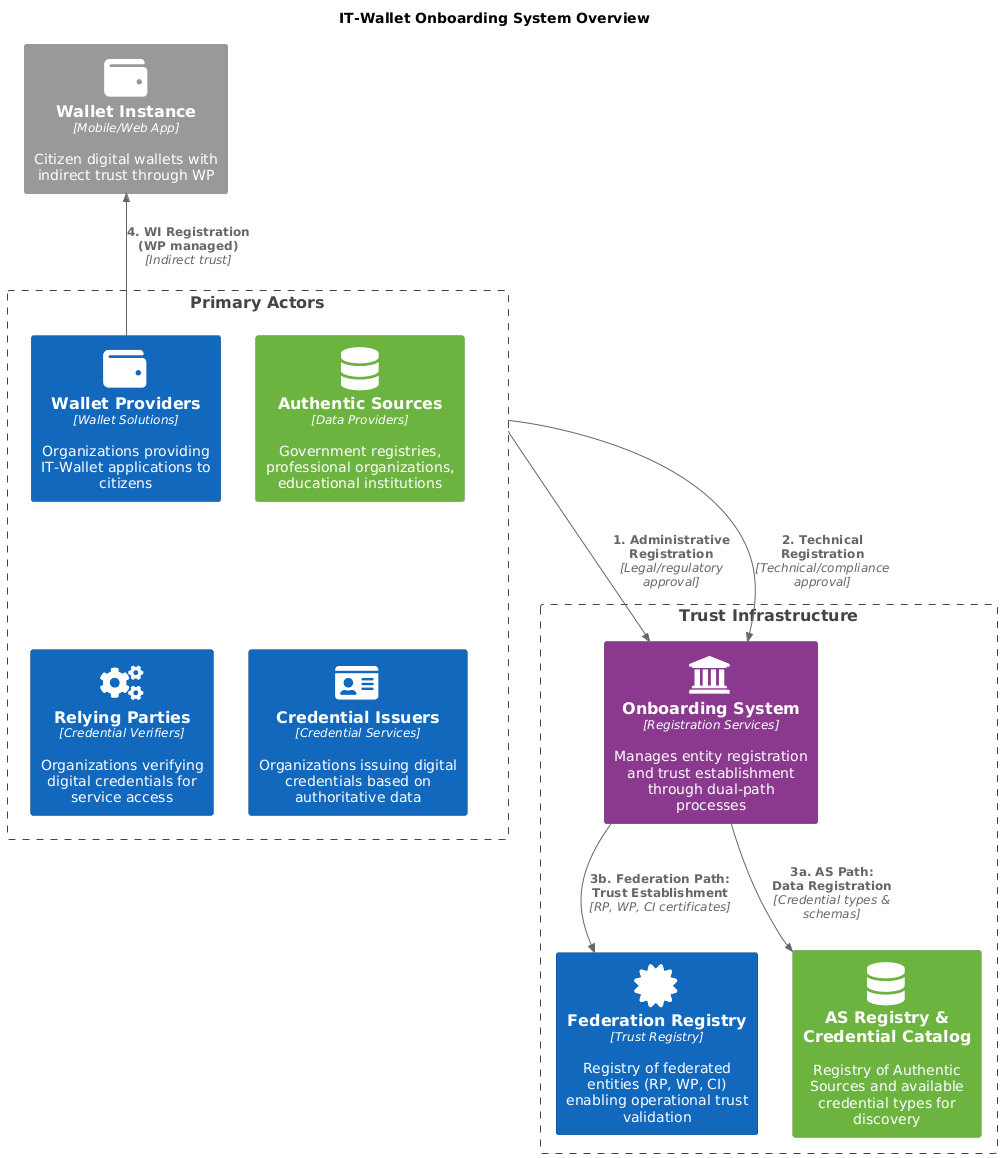 IT-Wallet Onboarding System Overview
Wallet Instance
[Mobile/Web App]
Citizen digital wallets with
indirect trust through WP
4. WI Registration
(WP managed)
[Indirect trust]
Primary Actors
Wallet Providers
[Wallet Solutions]
Organizations providing
IT-Wallet applications to
citizens
Authentic Sources
[Data Providers]
Government registries,
professional organizations,
educational institutions
1. Administrative
Registration
[Legal/regulatory
approval]
2. Technical
Registration
[Technical/compliance
approval]
Relying Parties
[Credential Verifiers]
Organizations verifying
digital credentials for
service access
Credential Issuers
[Credential Services]
Organizations issuing digital
credentials based on
authoritative data
Trust Infrastructure
Onboarding System
[Registration Services]
Manages entity registration
and trust establishment
through dual-path
processes
3b. Federation Path:
Trust Establishment
[RP, WP, CI certificates]
3a. AS Path:
Data Registration
[Credential types &
schemas]
Federation Registry
[Trust Registry]
Registry of federated
entities (RP, WP, CI)
enabling operational trust
validation
AS Registry &
Credential Catalog
Registry of Authentic
Sources and available
credential types for
discovery